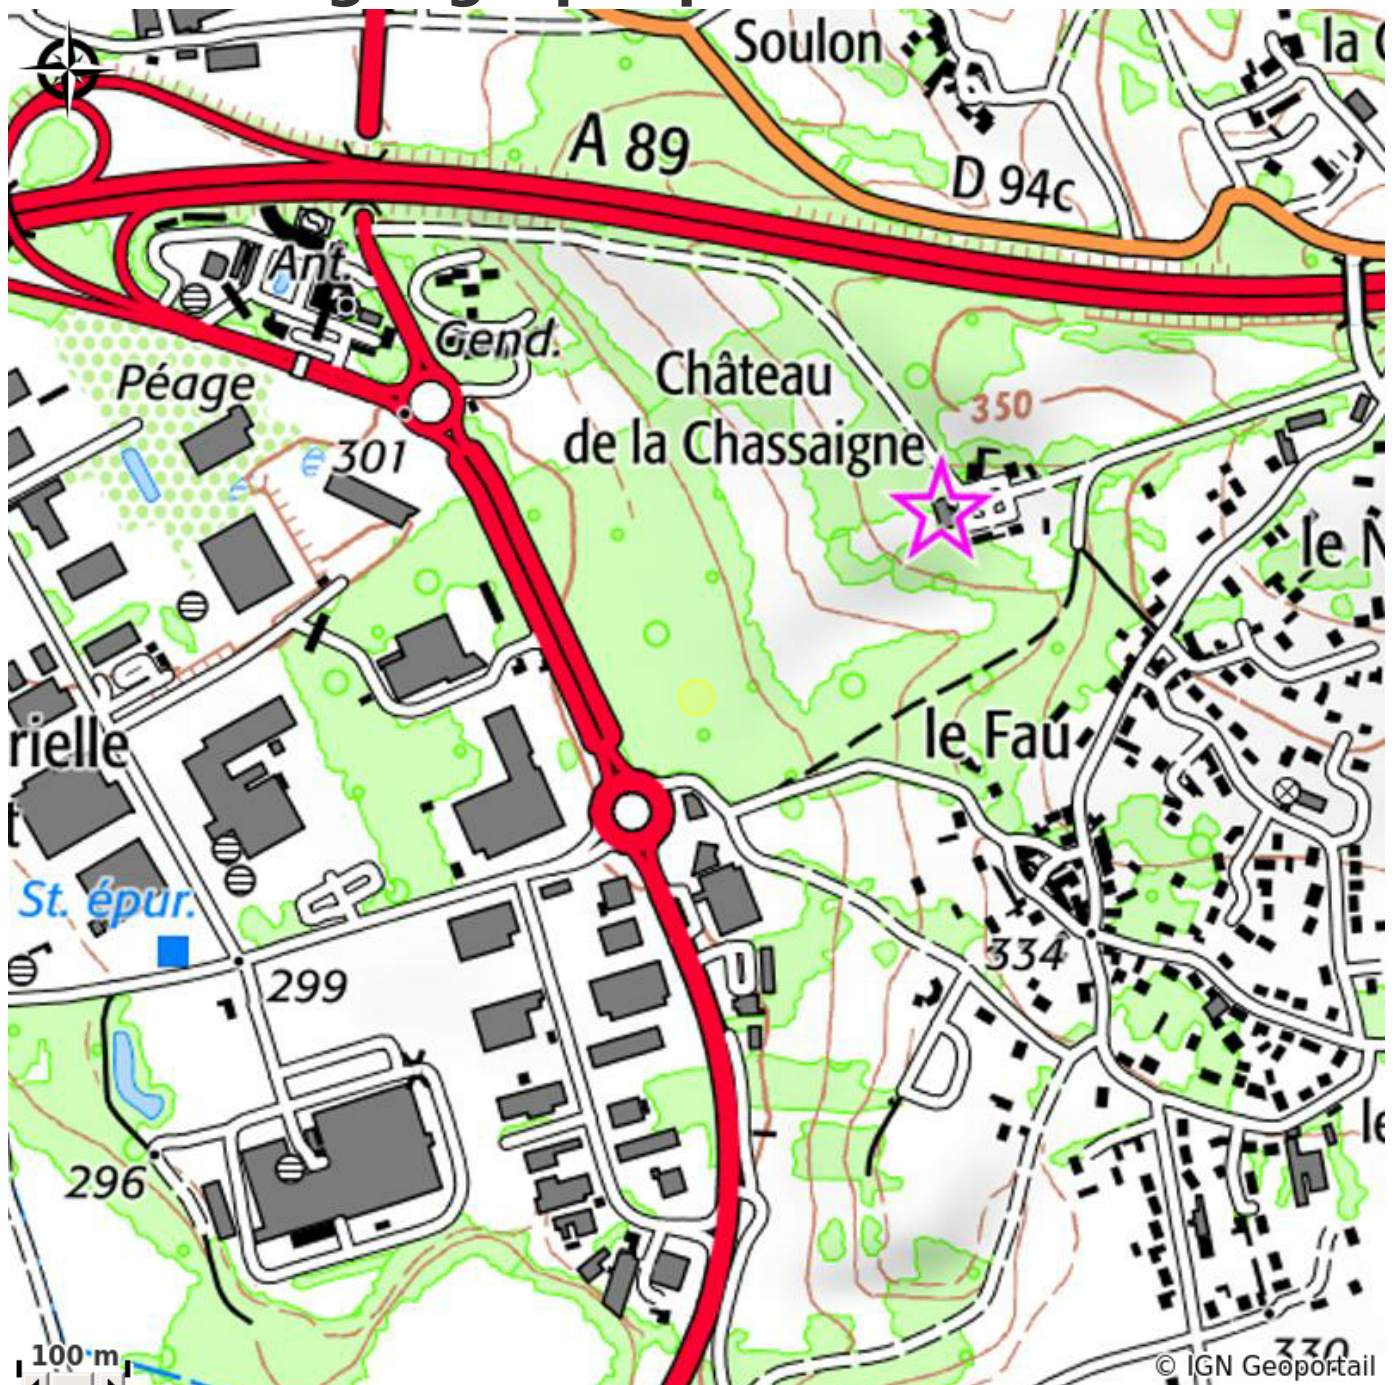 Soulon
A 89
D 94c
Ant.
Gend.
Péage
Château
de la Chassaigne
350
301
le Fau
rielle
St. épur.
334
299
296
330
100 m
© IGN Geoportail